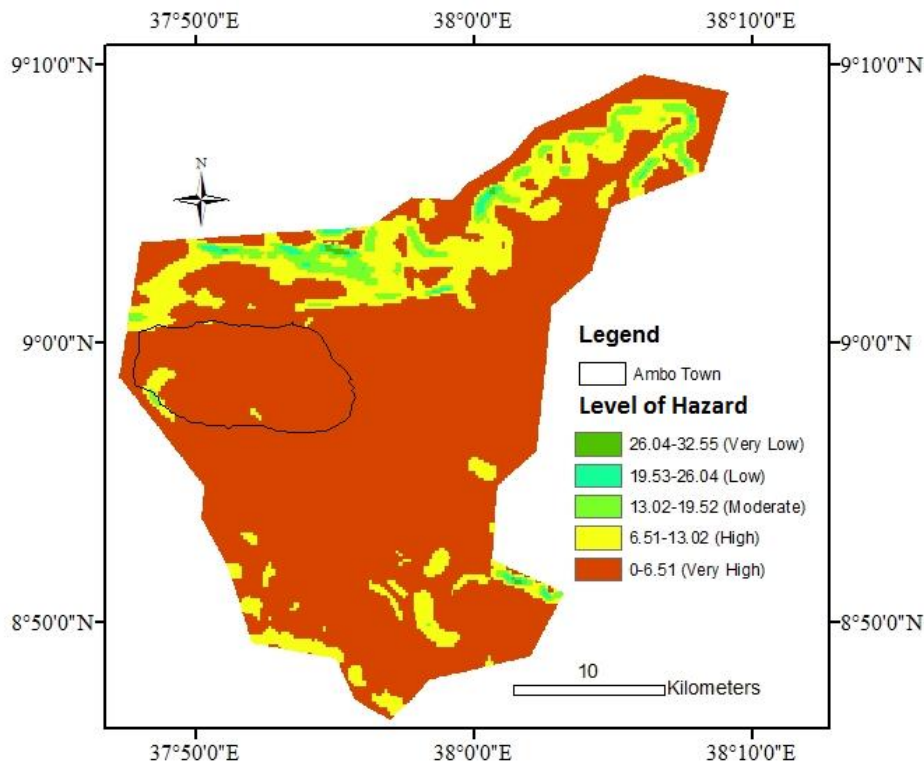 37°50'0"E 38°0'0"E 38°10'0"E
9°10'0"N 9°10'0"N
N
9°0'0"N 9°0'0"N
Legend
Ambo Town
Level of Hazard
26.04-32.55 (Very Low)
19.53-26.04 (Low)
13.02-19.52 (Moderate)
6.51-13.02 (High)
0-6.51 (Very High)
8°50'0"N 8°50'0"N
10
Kilometers
37°50'0"E 38°0'0"E 38°10'0"E